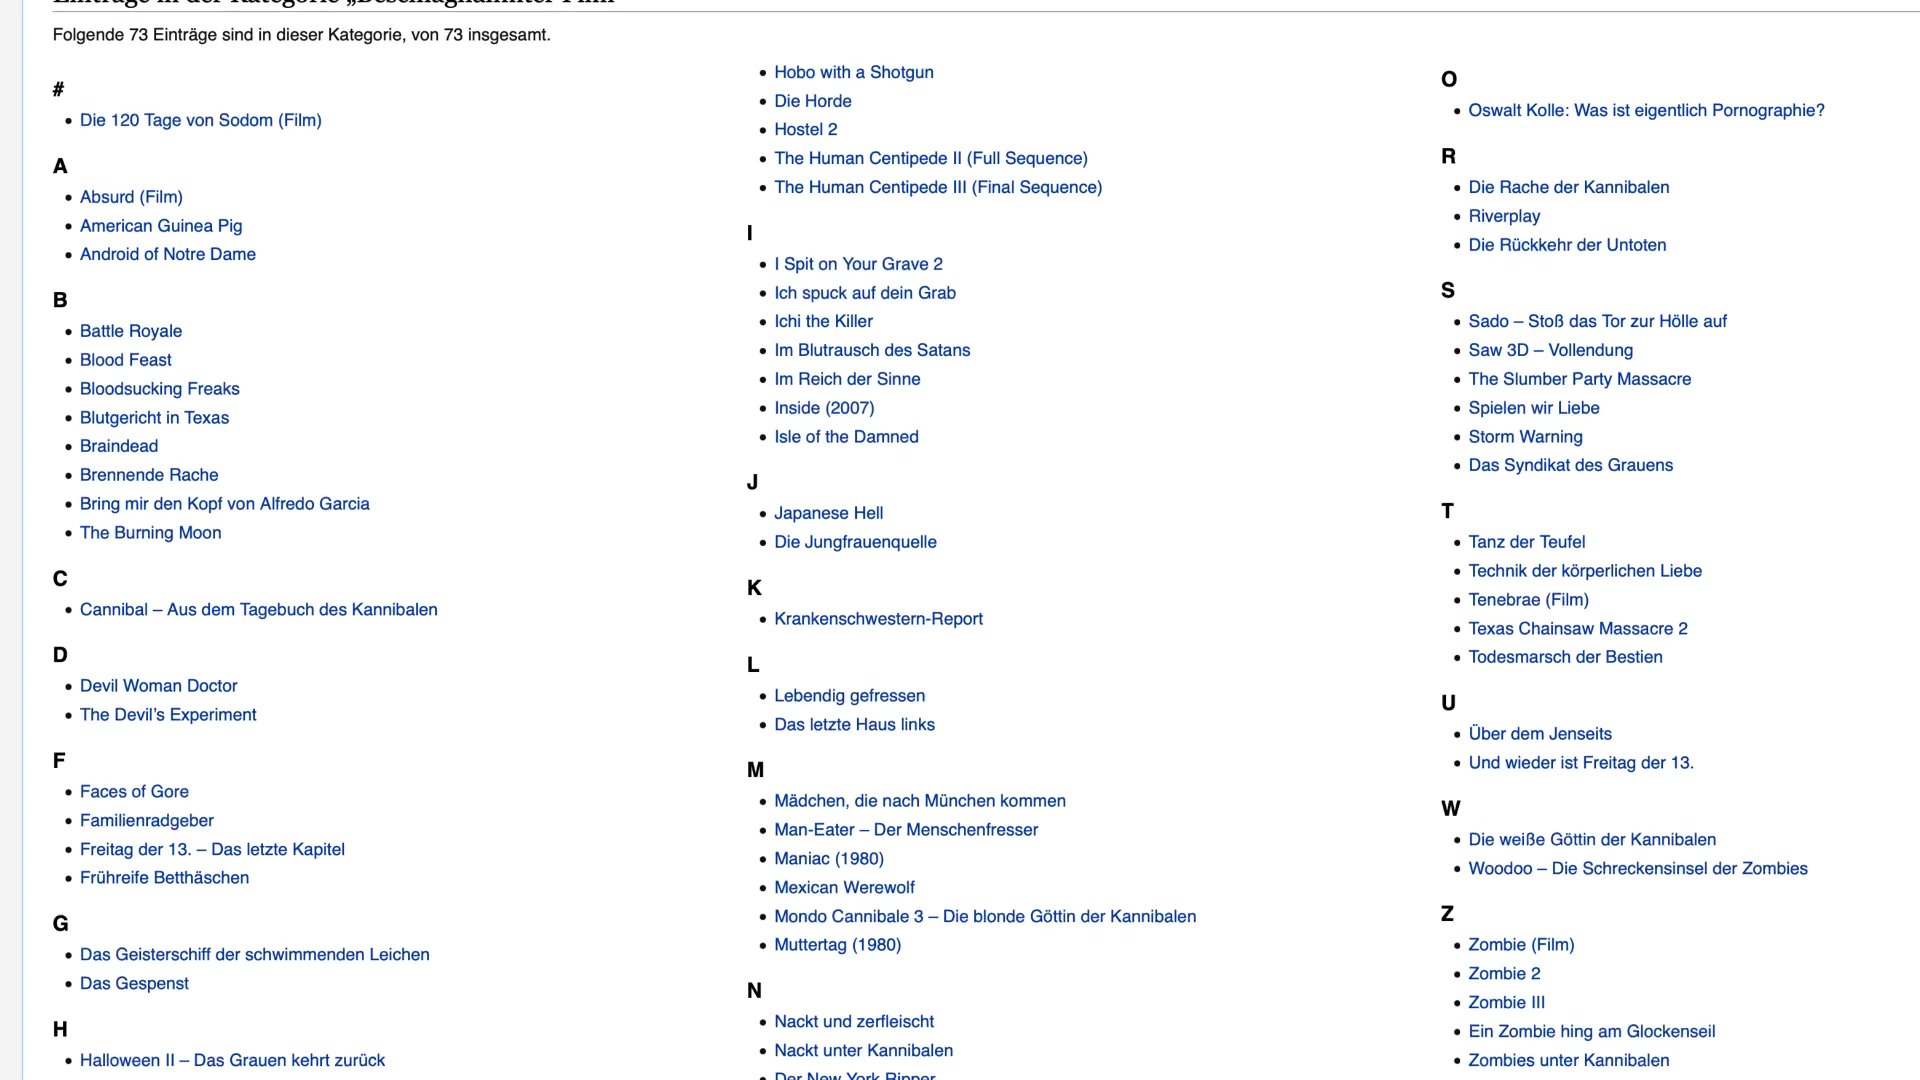 Einträge in der Kategorie „Beschlagnahmter Film“
Folgende 73 Einträge sind in dieser Kategorie, von 73 insgesamt.
#
Die 120 Tage von Sodom (Film)
A
Absurd (Film)
American Guinea Pig
Android of Notre Dame
B
Battle Royale
Blood Feast
Bloodsucking Freaks
Blutgericht in Texas
Braindead
Brennende Rache
Bring mir den Kopf von Alfredo Garcia
The Burning Moon
C
Cannibal – Aus dem Tagebuch des Kannibalen
D
Devil Woman Doctor
The Devil’s Experiment
F
Faces of Gore
Familienradgeber
Freitag der 13. – Das letzte Kapitel
Frühreife Betthäschen
G
Das Geisterschiff der schwimmenden Leichen
Das Gespenst
H
Halloween II – Das Grauen kehrt zurück
Hobo with a Shotgun
Die Horde
Hostel 2
The Human Centipede II (Full Sequence)
The Human Centipede III (Final Sequence)
I
I Spit on Your Grave 2
Ich spuck auf dein Grab
Ichi the Killer
Im Blutrausch des Satans
Im Reich der Sinne
Inside (2007)
Isle of the Damned
J
Japanese Hell
Die Jungfrauenquelle
K
Krankenschwestern-Report
L
Lebendig gefressen
Das letzte Haus links
M
Mädchen, die nach München kommen
Man-Eater – Der Menschenfresser
Maniac (1980)
Mexican Werewolf
Mondo Cannibale 3 – Die blonde Göttin der Kannibalen
Muttertag (1980)
N
Nackt und zerfleischt
Nackt unter Kannibalen
Der New York Ripper
O
Oswalt Kolle: Was ist eigentlich Pornographie?
R
Die Rache der Kannibalen
Riverplay
Die Rückkehr der Untoten
S
Sado – Stoß das Tor zur Hölle auf
Saw 3D – Vollendung
The Slumber Party Massacre
Spielen wir Liebe
Storm Warning
Das Syndikat des Grauens
T
Tanz der Teufel
Technik der körperlichen Liebe
Tenebrae (Film)
Texas Chainsaw Massacre 2
Todesmarsch der Bestien
U
Über dem Jenseits
Und wieder ist Freitag der 13.
W
Die weiße Göttin der Kannibalen
Woodoo – Die Schreckensinsel der Zombies
Z
Zombie (Film)
Zombie 2
Zombie III
Ein Zombie hing am Glockenseil
Zombies unter Kannibalen